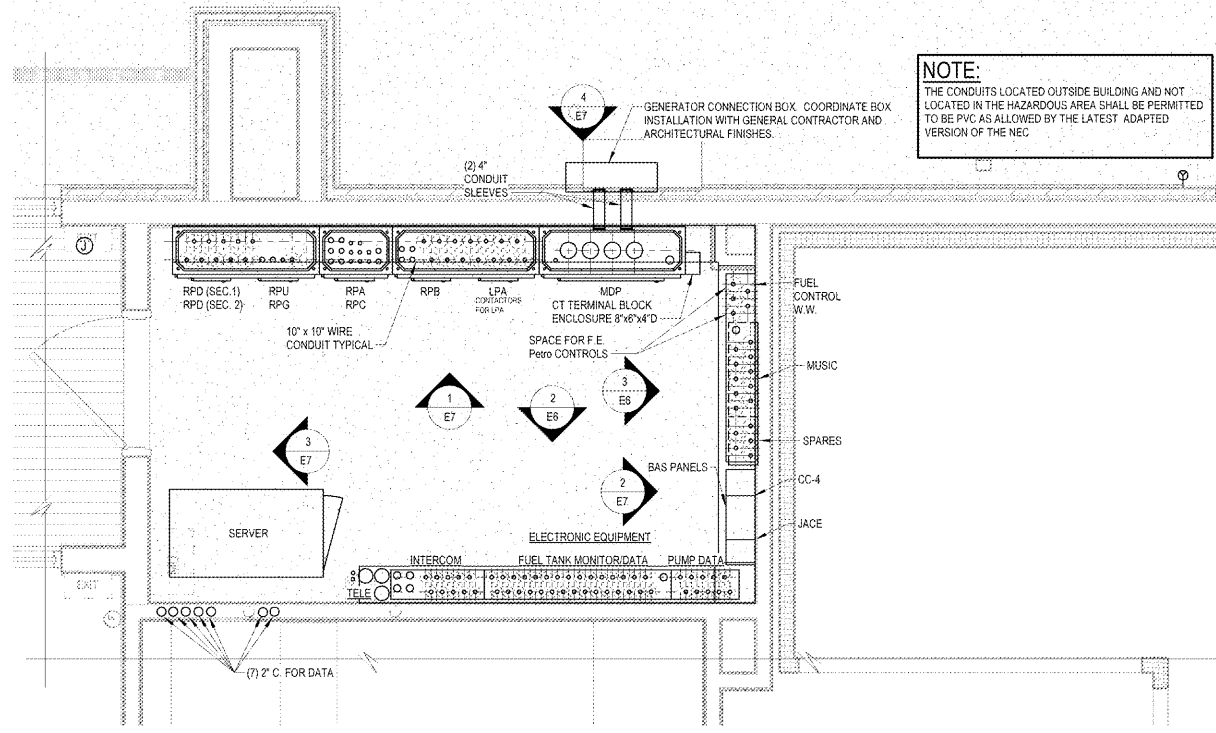 NOTE:
THE CONDUITS LOCATED OUTSIDE BUILDING AND NOT
LOCATED IN THE HAZARDOUS AREA SHALL BE PERMITTED
TO BE PVC AS ALLOWED BY THE LATEST ADAPTED
VERSION OF THE NEC
4
E7
GENERATOR CONNECTION BOX. COORDINATE BOX
INSTALLATION WITH GENERAL CONTRACTOR AND
ARCHITECTURAL FINISHES.
(2) 4"
CONDUIT
SLEEVES
J
RPD (SEC. 1)
RPD (SEC. 2)
RPU
RPG
RPA
RPC
RPB
LPA
CONTACTORS
FOR LPA
MDP
CT TERMINAL BLOCK
ENCLOSURE 8"x6"x4"D
FUEL
CONTROL
W.W.
10" x 10" WIRE
CONDUIT TYPICAL
SPACE FOR F.E.
Petro CONTROLS
MUSIC
1
E7
2
E6
3
E6
3
E7
SPARES
BAS PANELS
CC-4
2
E7
JACE
SERVER
ELECTRONIC EQUIPMENT
INTERCOM
FUEL TANK MONITOR/DATA
PUMP DATA
TELE
EXIT
(7) 2" C. FOR DATA